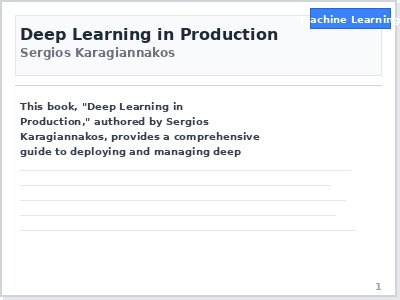 Deep Learning in Production
Sergios Karagiannakos
achine Learning
This book, "Deep Learning in
Production," authored by Sergios
Karagiannakos, provides a comprehensive
guide to deploying and managing deep
1